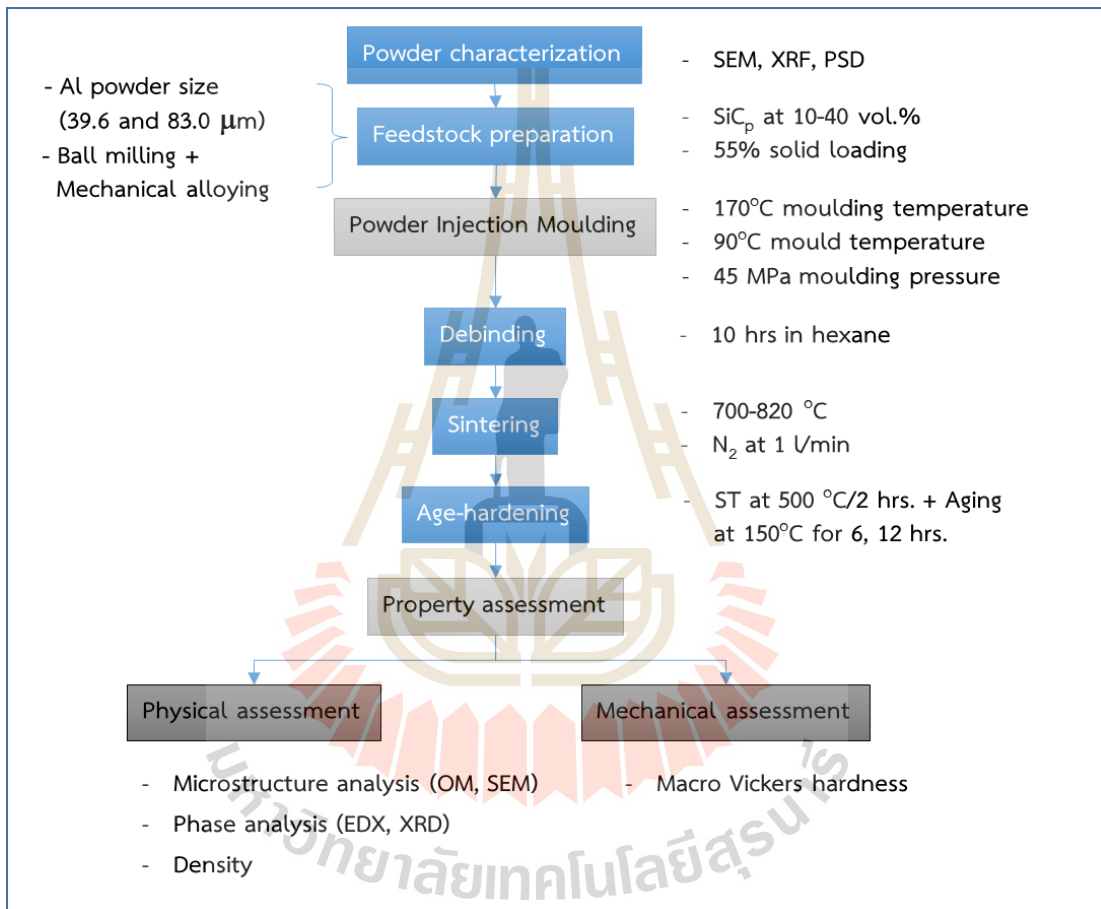 Powder characterization
- SEM, XRF, PSD
- Al powder size
(39.6 and 83.0 μm)
- Ball milling +
Mechanical alloying
Feedstock preparation
- SiCp at 10-40 vol.%
- 55% solid loading
Powder Injection Moulding
- 170°C moulding temperature
- 90°C mould temperature
- 45 MPa moulding pressure
Debinding
- 10 hrs in hexane
Sintering
- 700-820 °C
- N2 at 1 l/min
Age-hardening
- ST at 500 °C/2 hrs. + Aging
at 150°C for 6, 12 hrs.
Property assessment
Physical assessment
- Microstructure analysis (OM, SEM)
- Phase analysis (EDX, XRD)
- Density
Mechanical assessment
- Macro Vickers hardness
มหาวิทยาลัยเทคโนโลยีสุรนารี